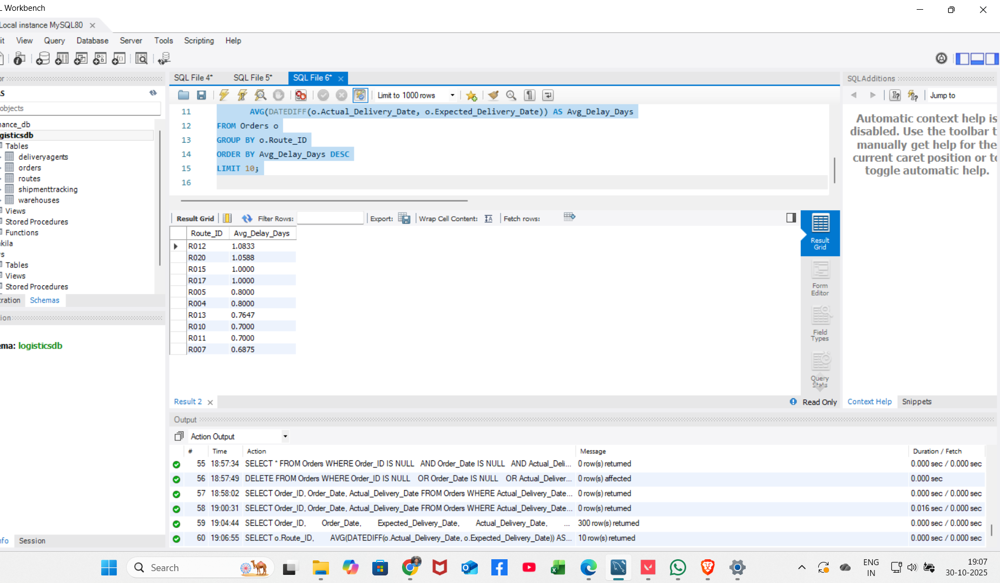 L Workbench
Local instance MySQL80
it View Query Database Server Tools Scripting Help
or
SQL File 4* SQL File 5* SQL File 6*
SQLAdditions
S
Limit to 1000 rows
Jump to
objects
nance_db
gisticsdb
Tables
deliveryagents
orders
routes
shipmenttracking
warehouses
Views
Stored Procedures
Functions
kila
s
Tables
Views
Stored Procedures
tration Schemas
ion
ema: logisticsdb
nfo Session
11 AVG(DATEDIFF(o.Actual_Delivery_Date, o.Expected_Delivery_Date)) AS Avg_Delay_Days
12 FROM Orders o
13 GROUP BY o.Route_ID
14 ORDER BY Avg_Delay_Days DESC
15 LIMIT 10;
16
Result Grid Filter Rows: Export: Wrap Cell Content: IA Fetch rows:
Route_ID Avg_Delay_Days
R012 1.0833
R020 1.0588
R015 1.0000
R017 1.0000
R005 0.8000
R004 0.8000
R013 0.7647
R010 0.7000
R011 0.7000
R007 0.6875
Result
Grid
Form
Editor
Field
Types
Query
Stats
Result 2
Read Only
Automatic context help is
disabled. Use the toolbar t
manually get help for the
current caret position or to
toggle automatic help.
Context Help Snippets
Output
Action Output
# Time Action Message Duration / Fetch
55 18:57:34 SELECT * FROM Orders WHERE Order_ID IS NULL AND Order_Date IS NULL AND Actual_Deli... 0 row(s) returned 0.000 sec / 0.000 sec
56 18:57:49 DELETE FROM Orders WHERE Order_ID IS NULL OR Order_Date IS NULL OR Actual_Deliver... 0 row(s) affected 0.000 sec
57 18:58:02 SELECT Order_ID, Order_Date, Actual_Delivery_Date FROM Orders WHERE Actual_Delivery_Date... 0 row(s) returned 0.000 sec / 0.000 sec
58 19:00:31 SELECT Order_ID, Order_Date, Actual_Delivery_Date FROM Orders WHERE Actual_Delivery_Date... 0 row(s) returned 0.016 sec / 0.000 sec
59 19:04:44 SELECT Order_ID, Order_Date, Expected_Delivery_Date, Actual_Delivery_Date, ... 300 row(s) returned 0.000 sec / 0.000 sec
60 19:06:55 SELECT o.Route_ID, AVG(DATEDIFF(o.Actual_Delivery_Date, o.Expected_Delivery_Date)) AS... 10 row(s) returned 0.000 sec / 0.000 sec
Search
ENG
IN
19:07
30-10-2025